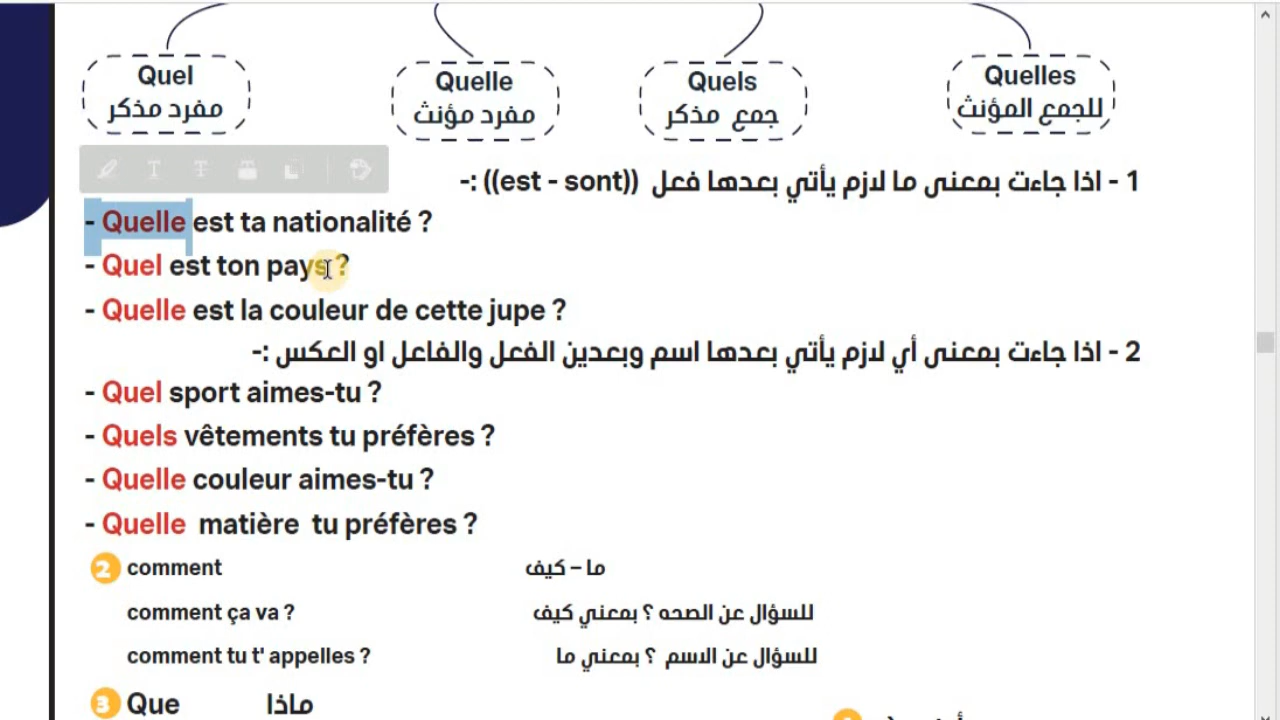 Quel
مفرد مذكر
Quelle
مفرد مؤنث
Quels
جمع مذكر
Quelles
للجمع المؤنث
1 - اذا جاءت بمعنى ما لازم يأتي بعدها فعل ((est - sont)) :-
- Quelle est ta nationalité ?
- Quel est ton pays ?
- Quelle est la couleur de cette jupe ?
2 - اذا جاءت بمعنى أي لازم يأتي بعدها اسم وبعدين الفعل والفاعل او العكس :-
- Quel sport aimes-tu ?
- Quels vêtements tu préfères ?
- Quelle couleur aimes-tu ?
- Quelle matière tu préfères ?
2 comment ما – كيف
comment ça va ? للسؤال عن الصحه ؟ بمعني كيف
comment tu t' appelles ? للسؤال عن الاسم ؟ بمعني ما
3 Que ماذا